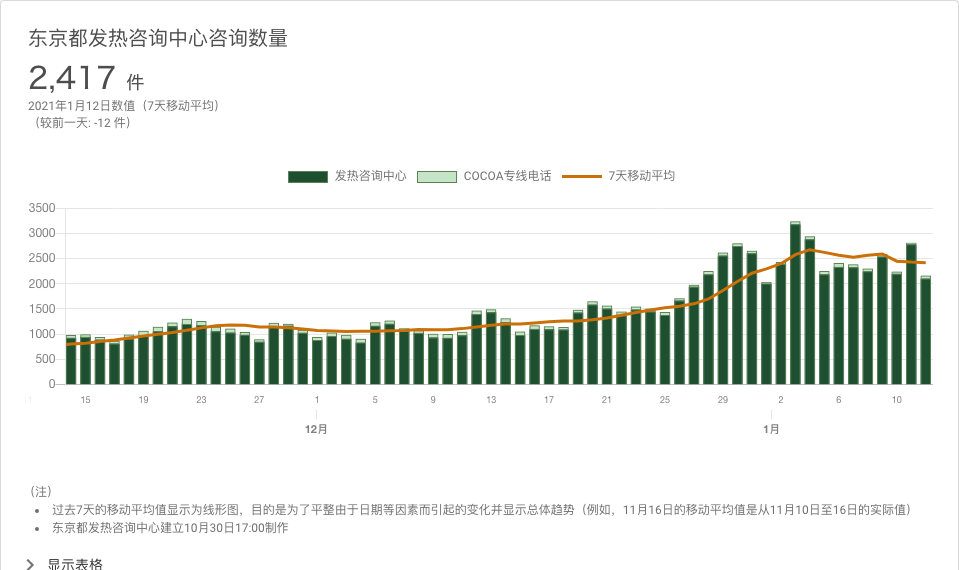 东京都发热咨询中心咨询数量
2,417 件
2021年1月12日数值（7天移动平均）
（较前一天: -12 件）
发热咨询中心 COCOA专线电话 7天移动平均
3500
3000
2500
2000
1500
1000
500
0
15 19 23 27 1 5 9 13 17 21 25 29 2 6 10
12月 1月
（注）
• 过去7天的移动平均值显示为线形图，目的是为了平整由于日期等因素而引起的变化并显示总体趋势（例如，11月16日的移动平均值是从11月10日至16日的实际值）
• 东京都发热咨询中心建立10月30日17:00制作
显示表格